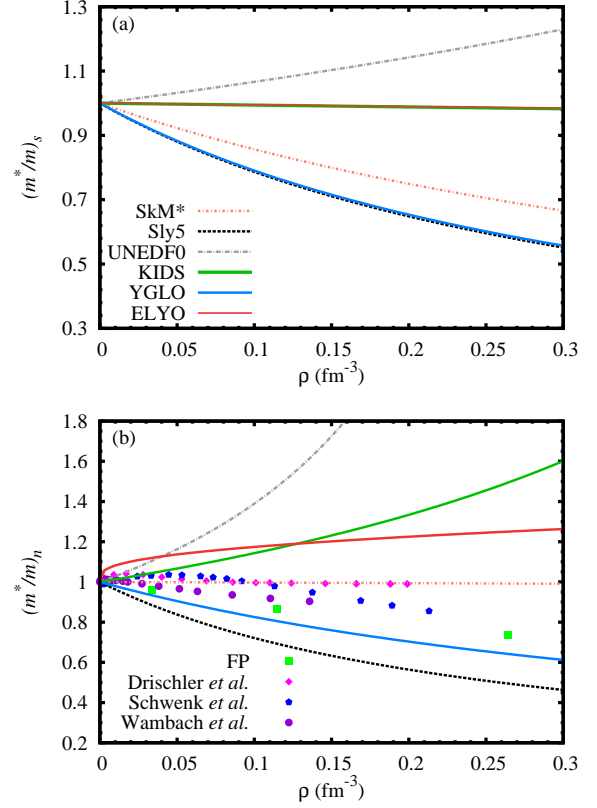 (a)
1.3
1.1
0.9
0.7
0.5
0.3
(m*/m)s
SkM*
Sly5
UNEDF0
KIDS
YGLO
ELYO
0 0.05 0.1 0.15 0.2 0.25 0.3
ρ (fm-3)
(b)
1.8
1.6
1.4
1.2
1
0.8
0.6
0.4
0.2
(m*/m)n
FP
Drischler et al.
Schwenk et al.
Wambach et al.
0 0.05 0.1 0.15 0.2 0.25 0.3
ρ (fm-3)